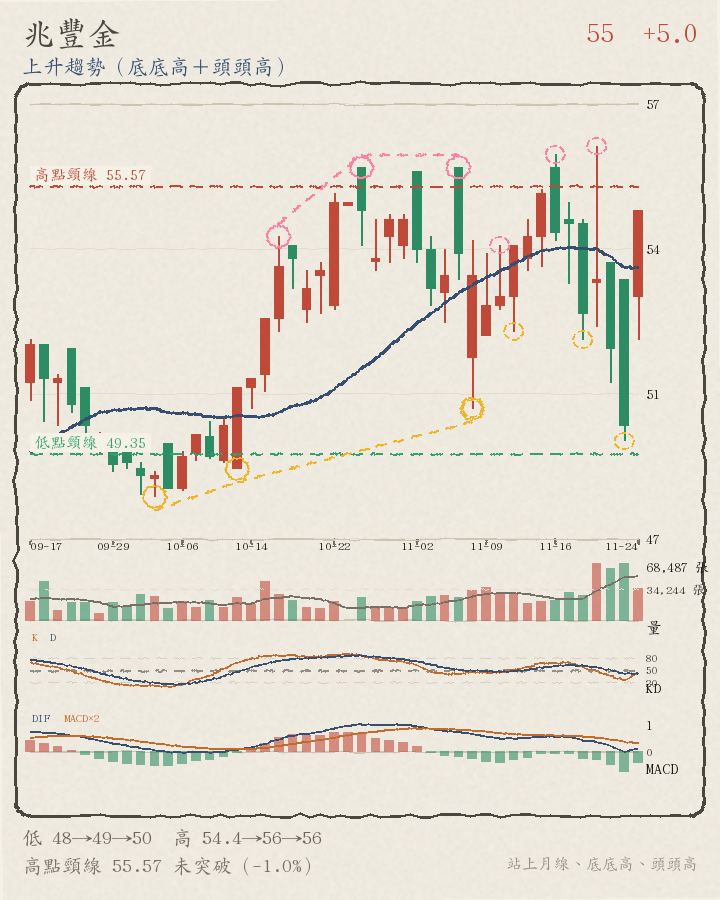 兆豐金
55 +5.0
上升趨勢（底底高＋頭頭高）
57
高點頸線 55.57
54
51
低點頸線 49.35
47
09-17 09-29 10-06 10-14 10-22 11-02 11-09 11-16 11-24
68,487 張
34,244 張
量
K D
80
50
20
KD
DIF MACD×2
1
0
MACD
低 48→49→50 高 54.4→56→56
高點頸線 55.57 未突破（-1.0%）
站上月線、底底高、頭頭高